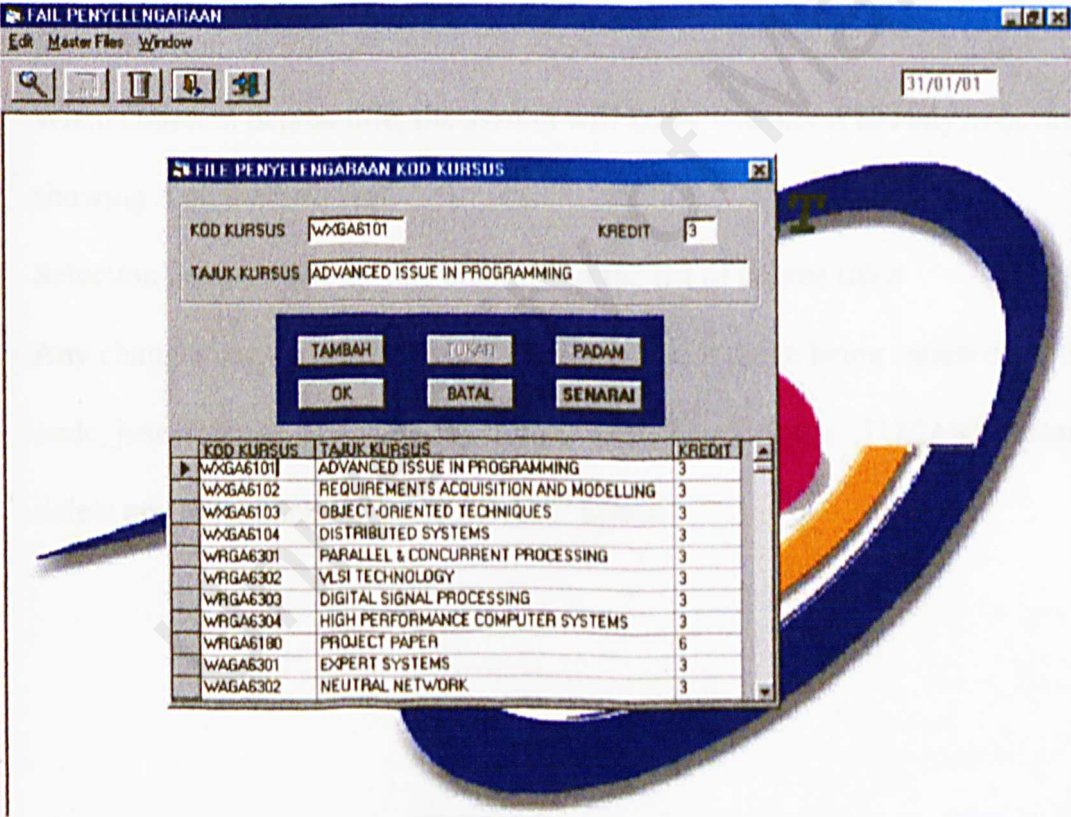 FAIL PENYELENGARAAN
Edit Master Files Window
31/01/01
FILE PENYELENGARAAN KOD KURSUS
KOD KURSUS WXGA6101 KREDIT 3
TAJUK KURSUS ADVANCED ISSUE IN PROGRAMMING
TAMBAH TUKAR PADAM
OK BATAL SENARAI
KOD KURSUS TAJUK KURSUS KREDIT
WXGA6101 ADVANCED ISSUE IN PROGRAMMING 3
WXGA6102 REQUIREMENTS ACQUISITION AND MODELLING 3
WXGA6103 OBJECT-ORIENTED TECHNIQUES 3
WXGA6104 DISTRIBUTED SYSTEMS 3
WRGA6301 PARALLEL & CONCURRENT PROCESSING 3
WRGA6302 VLSI TECHNOLOGY 3
WRGA6303 DIGITAL SIGNAL PROCESSING 3
WRGA6304 HIGH PERFORMANCE COMPUTER SYSTEMS 3
WRGA6180 PROJECT PAPER 6
WAGA6301 EXPERT SYSTEMS 3
WAGA6302 NEUTRAL NETWORK 3
T